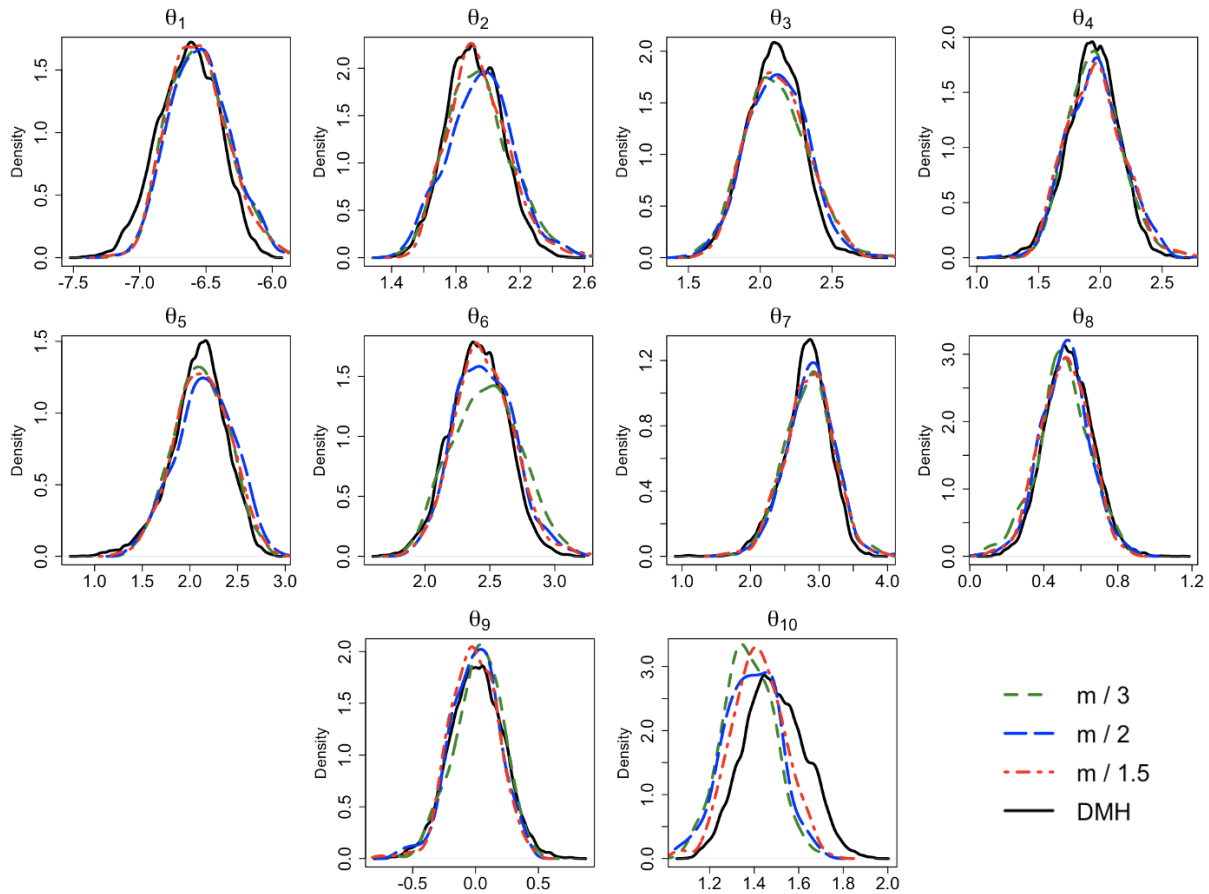 θ1 θ2 θ3 θ4
Density 0.0 0.5 1.0 1.5 -7.5 -7.0 -6.5 -6.0
Density 0.0 0.5 1.0 1.5 2.0 1.4 1.8 2.2 2.6
Density 0.0 0.5 1.0 1.5 2.0 1.5 2.0 2.5
Density 0.0 0.5 1.0 1.5 2.0 1.0 1.5 2.0 2.5
θ5 θ6 θ7 θ8
Density 0.0 0.5 1.0 1.5 1.0 1.5 2.0 2.5 3.0
Density 0.0 0.5 1.0 1.5 2.0 2.5 3.0
Density 0.0 0.4 0.8 1.2 1.0 2.0 3.0 4.0
Density 0.0 1.0 2.0 3.0 0.0 0.4 0.8 1.2
θ9 θ10
Density 0.0 0.5 1.0 1.5 2.0 -0.5 0.0 0.5
Density 0.0 1.0 2.0 3.0 1.2 1.4 1.6 1.8 2.0
m / 3
m / 2
m / 1.5
DMH